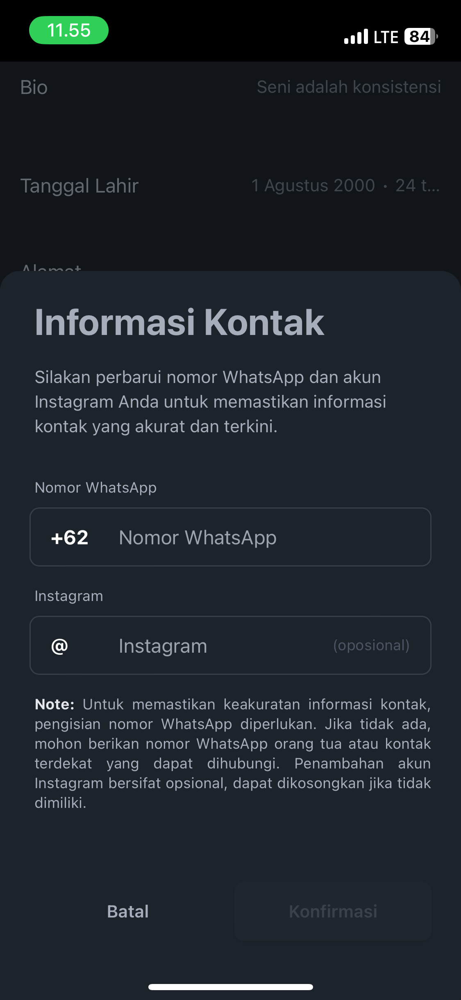 11.55
LTE 84
Bio Seni adalah konsistensi
Tanggal Lahir 1 Agustus 2000 • 24 t...
Alamat
Informasi Kontak
Silakan perbarui nomor WhatsApp dan akun
Instagram Anda untuk memastikan informasi
kontak yang akurat dan terkini.
Nomor WhatsApp
+62 Nomor WhatsApp
Instagram
@ Instagram (oposional)
Note: Untuk memastikan keakuratan informasi kontak,
pengisian nomor WhatsApp diperlukan. Jika tidak ada,
mohon berikan nomor WhatsApp orang tua atau kontak
terdekat yang dapat dihubungi. Penambahan akun
Instagram bersifat opsional, dapat dikosongkan jika tidak
dimiliki.
Batal Konfirmasi